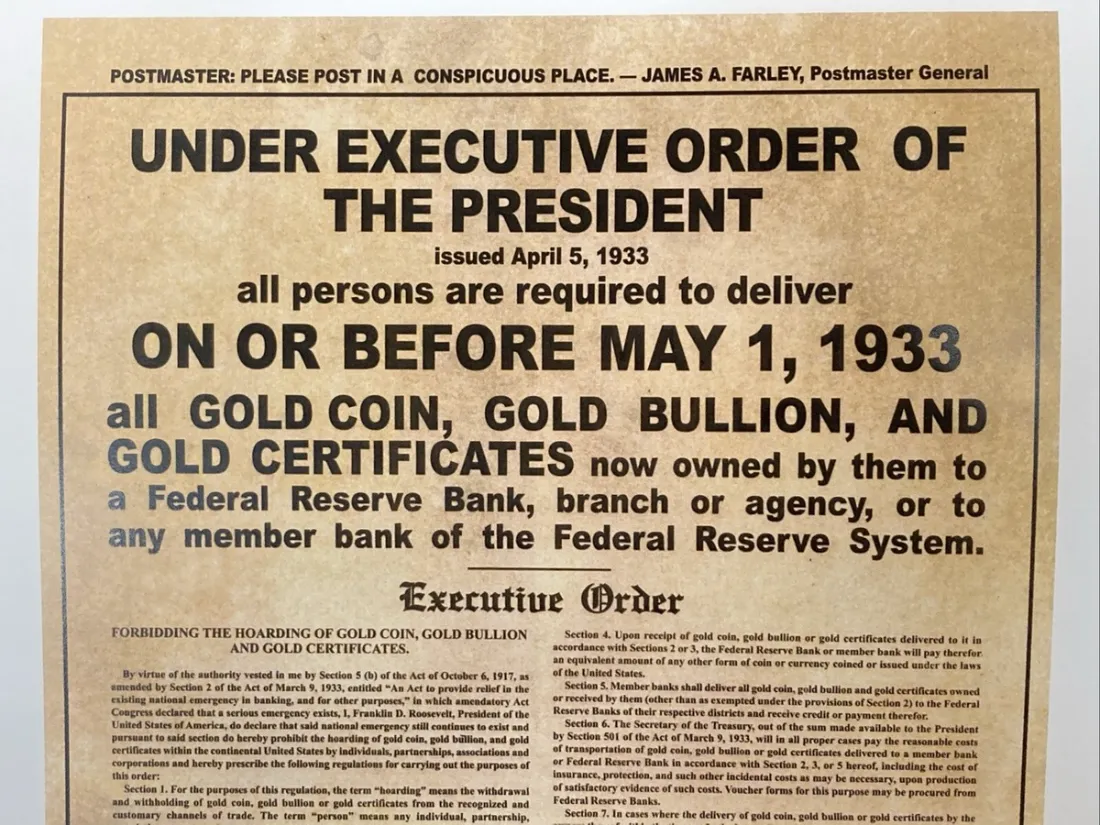 POSTMASTER: PLEASE POST IN A CONSPICUOUS PLACE. — JAMES A. FARLEY, Postmaster General
UNDER EXECUTIVE ORDER OF
THE PRESIDENT
issued April 5, 1933
all persons are required to deliver
ON OR BEFORE MAY 1, 1933
all GOLD COIN, GOLD BULLION, AND
GOLD CERTIFICATES now owned by them to
a Federal Reserve Bank, branch or agency, or to
any member bank of the Federal Reserve System.
Executive Order
FORBIDDING THE HOARDING OF GOLD COIN, GOLD BULLION
AND GOLD CERTIFICATES.
By virtue of the authority vested in me by Section 5 (b) of the Act of October 6, 1917, as
amended by Section 2 of the Act of March 9, 1933, entitled “An Act to provide relief in the
existing national emergency in banking, and for other purposes,” in which amendatory Act
Congress declared that a serious emergency exists, I, Franklin D. Roosevelt, President of the
United States of America, do declare that said national emergency still continues to exist and
pursuant to said section do hereby prohibit the hoarding of gold coin, gold bullion, and gold
certificates within the continental United States by individuals, partnerships, associations and
corporations and hereby prescribe the following regulations for carrying out the purposes of
this order:
Section 1. For the purposes of this regulation, the term “hoarding” means the withdrawal
and withholding of gold coin, gold bullion or gold certificates from the recognized and
customary channels of trade. The term “person” means any individual, partnership,
Section 4. Upon receipt of gold coin, gold bullion or gold certificates delivered to it in
accordance with Sections 2 or 3, the Federal Reserve Bank or member bank will pay therefor
an equivalent amount of any other form of coin or currency coined or issued under the laws
of the United States.
Section 5. Member banks shall deliver all gold coin, gold bullion and gold certificates owned
or received by them (other than as exempted under the provisions of Section 2) to the Federal
Reserve Banks of their respective districts and receive credit or payment therefor.
Section 6. The Secretary of the Treasury, out of the sum made available to the President
by Section 501 of the Act of March 9, 1933, will in all proper cases pay the reasonable costs
of transportation of gold coin, gold bullion or gold certificates delivered to a member bank
or Federal Reserve Bank in accordance with Section 2, 3, or 5 hereof, including the cost of
insurance, protection, and such other incidental costs as may be necessary, upon production
of satisfactory evidence of such costs. Voucher forms for this purpose may be procured from
Federal Reserve Banks.
Section 7. In cases where the delivery of gold coin, gold bullion or gold certificates by the